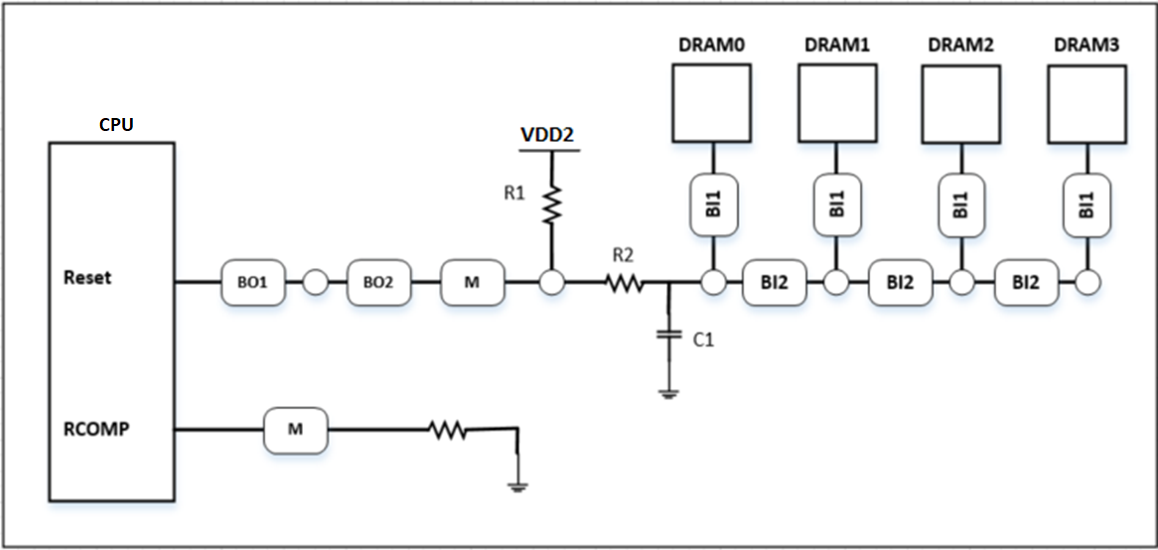 DRAM0 DRAM1 DRAM2 DRAM3
CPU
VDD2
R1
BI1 BI1 BI1 BI1
R2
Reset
BO1 BO2 M BI2 BI2 BI2
C1
RCOMP
M